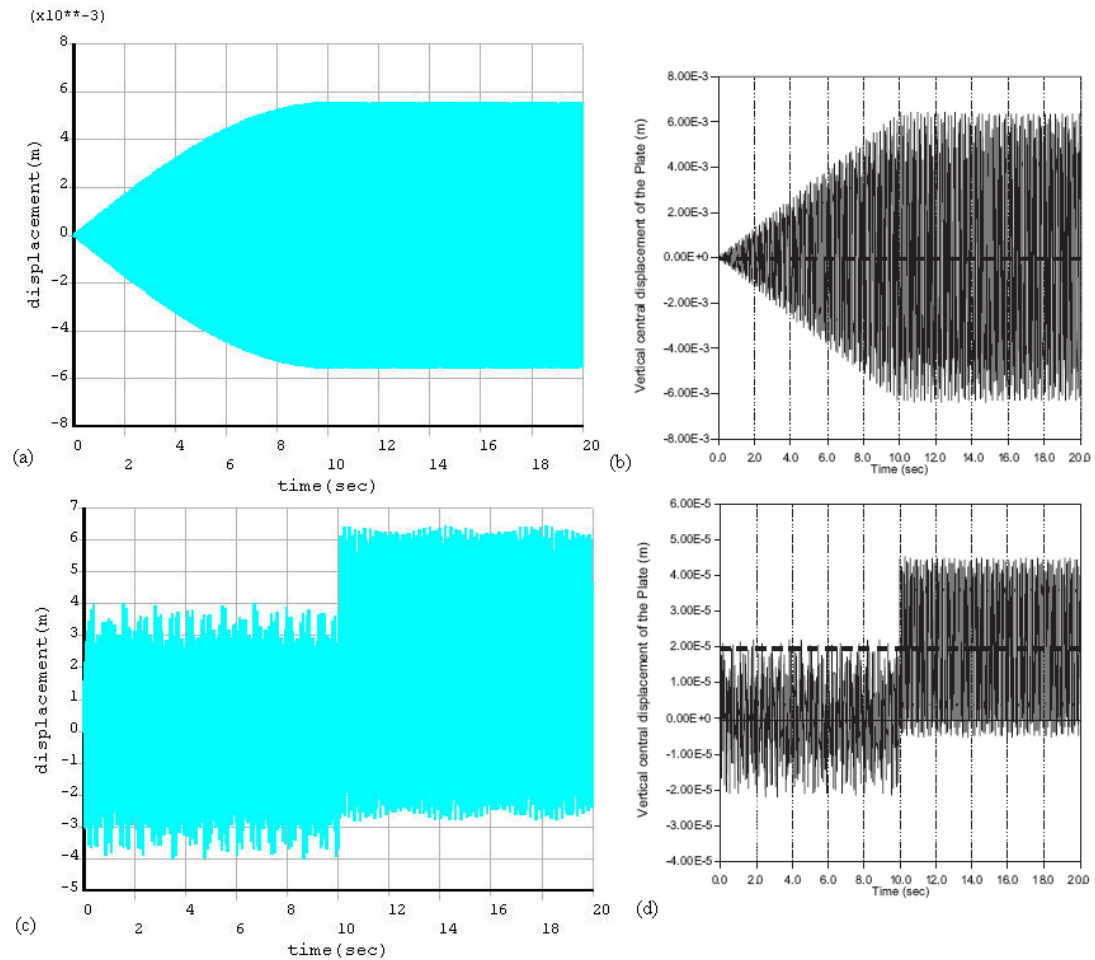 (x10**-3)
8
6
4
2
0
-2
-4
-6
-8
displacement(m)
0 4 8 12 16 20
2 6 10 14 18
time(sec)
(a)
8.00E-3
6.00E-3
4.00E-3
2.00E-3
0.00E+0
-2.00E-3
-4.00E-3
-6.00E-3
-8.00E-3
Vertical central displacement of the Plate (m)
0.0 2.0 4.0 6.0 8.0 10.0 12.0 14.0 16.0 18.0 20.0
Time (sec)
(b)
7
6
5
4
3
2
1
0
-1
-2
-3
-4
-5
displacement(m)
0 4 8 12 16 20
2 6 10 14 18
time(sec)
(c)
6.00E-5
5.00E-5
4.00E-5
3.00E-5
2.00E-5
1.00E-5
0.00E+0
-1.00E-5
-2.00E-5
-3.00E-5
-4.00E-5
Vertical central displacement of the Plate (m)
0.0 2.0 4.0 6.0 8.0 10.0 12.0 14.0 16.0 18.0 20.0
Time (sec)
(d)